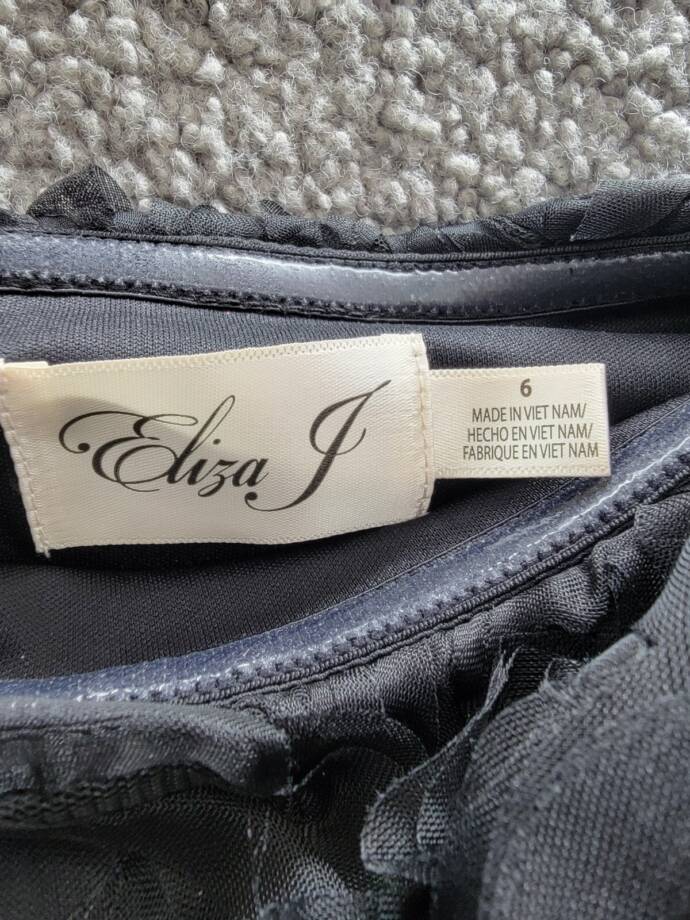 Eliza J
6
MADE IN VIET NAM/
HECHO EN VIET NAM/
FABRIQUE EN VIET NAM